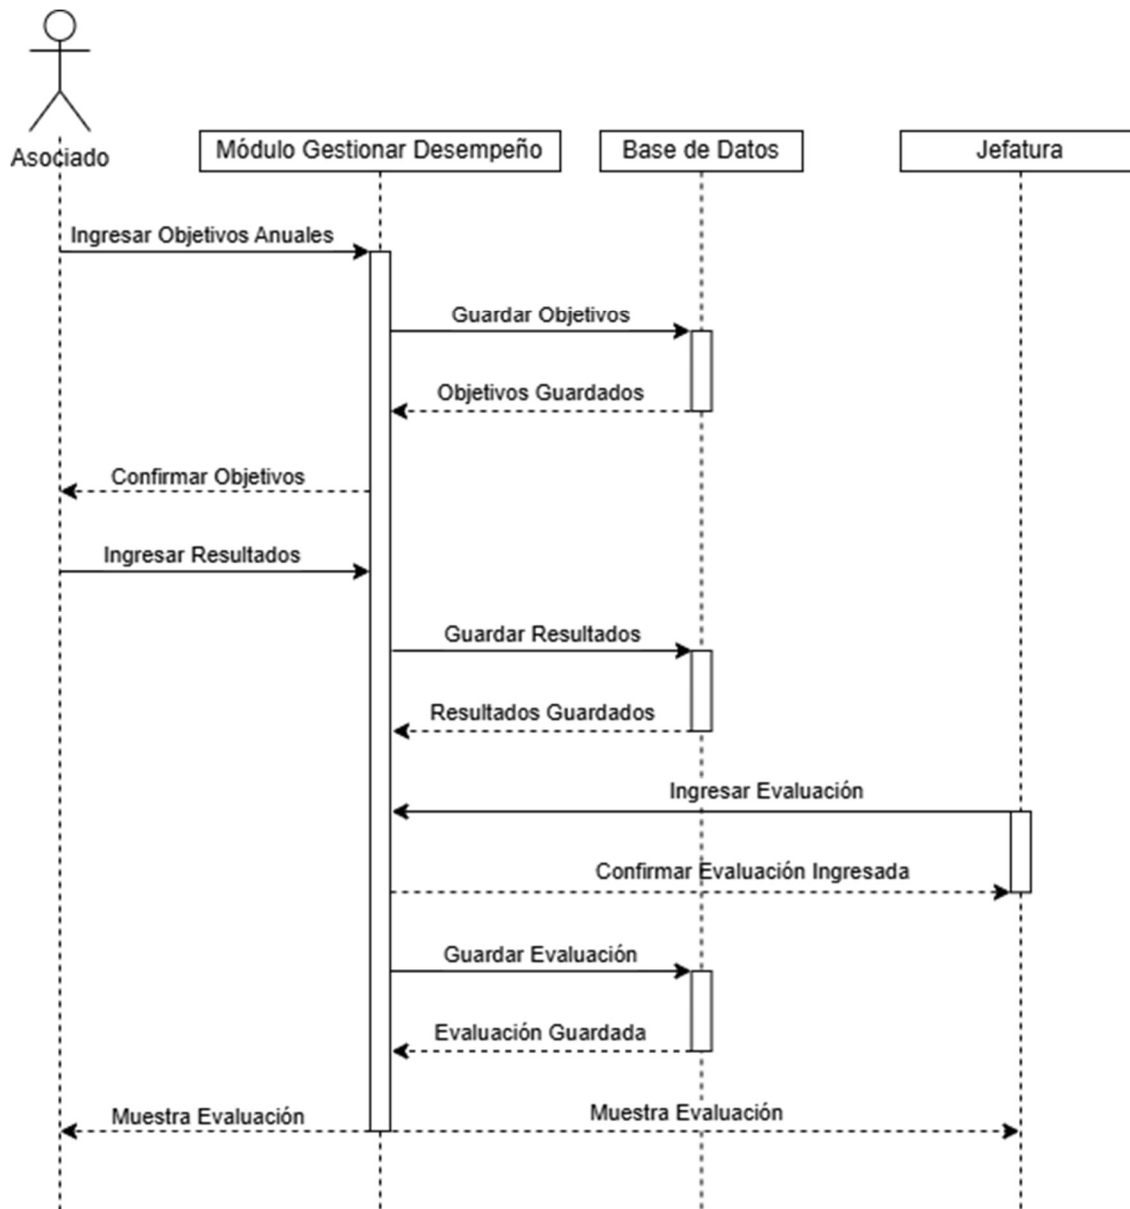 Asociado
Módulo Gestionar Desempeño
Base de Datos
Jefatura
Ingresar Objetivos Anuales
Guardar Objetivos
Objetivos Guardados
Confirmar Objetivos
Ingresar Resultados
Guardar Resultados
Resultados Guardados
Ingresar Evaluación
Confirmar Evaluación Ingresada
Guardar Evaluación
Evaluación Guardada
Muestra Evaluación
Muestra Evaluación